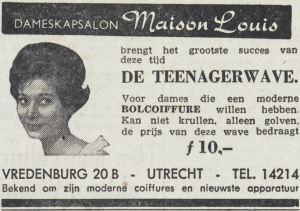 DAMESKAPSALON Maison Louis
brengt het grootste succes van
deze tijd
DE TEENAGERWAVE.
Voor dames die een moderne
BOLCOIFFURE willen hebben.
Kan niet krullen, alleen golven,
de prijs van deze wave bedraagt
ƒ 10,—
VREDENBURG 20 B - UTRECHT - TEL. 14214
Bekend om zijn moderne coiffures en nieuwste apparatuur